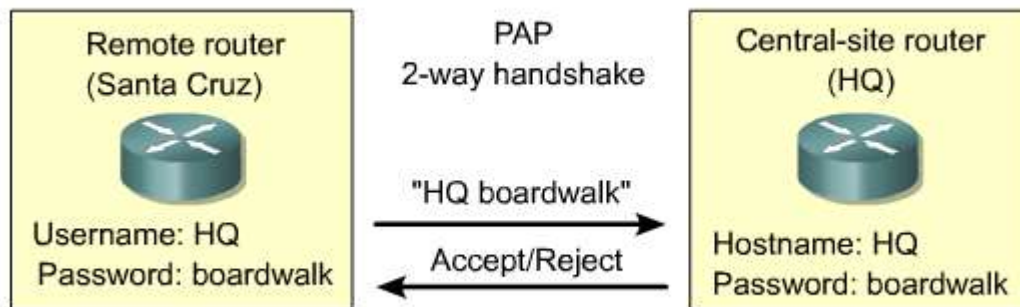 Remote router
(Santa Cruz)
Username: HQ
Password: boardwalk
PAP
2-way handshake
"HQ boardwalk"
Accept/Reject
Central-site router
(HQ)
Hostname: HQ
Password: boardwalk